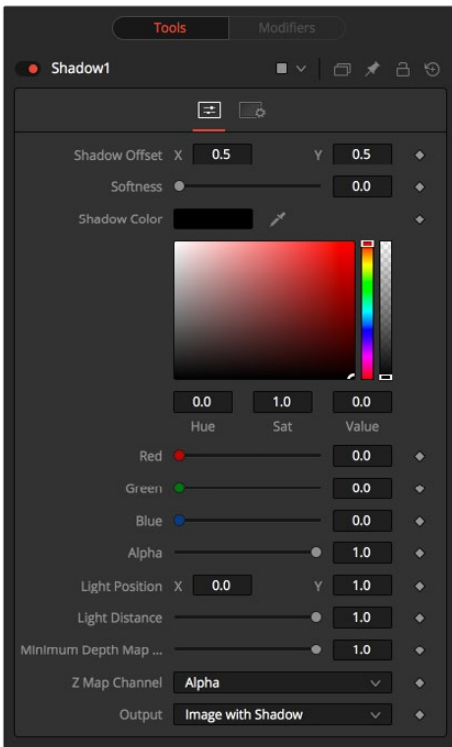 Tools Modifiers
Shadow1
Shadow Offset X 0.5 Y 0.5
Softness 0.0
Shadow Color
0.0 1.0 0.0
Hue Sat Value
Red 0.0
Green 0.0
Blue 0.0
Alpha 1.0
Light Position X 0.0 Y 1.0
Light Distance 1.0
Minimum Depth Map ... 1.0
Z Map Channel Alpha
Output Image with Shadow